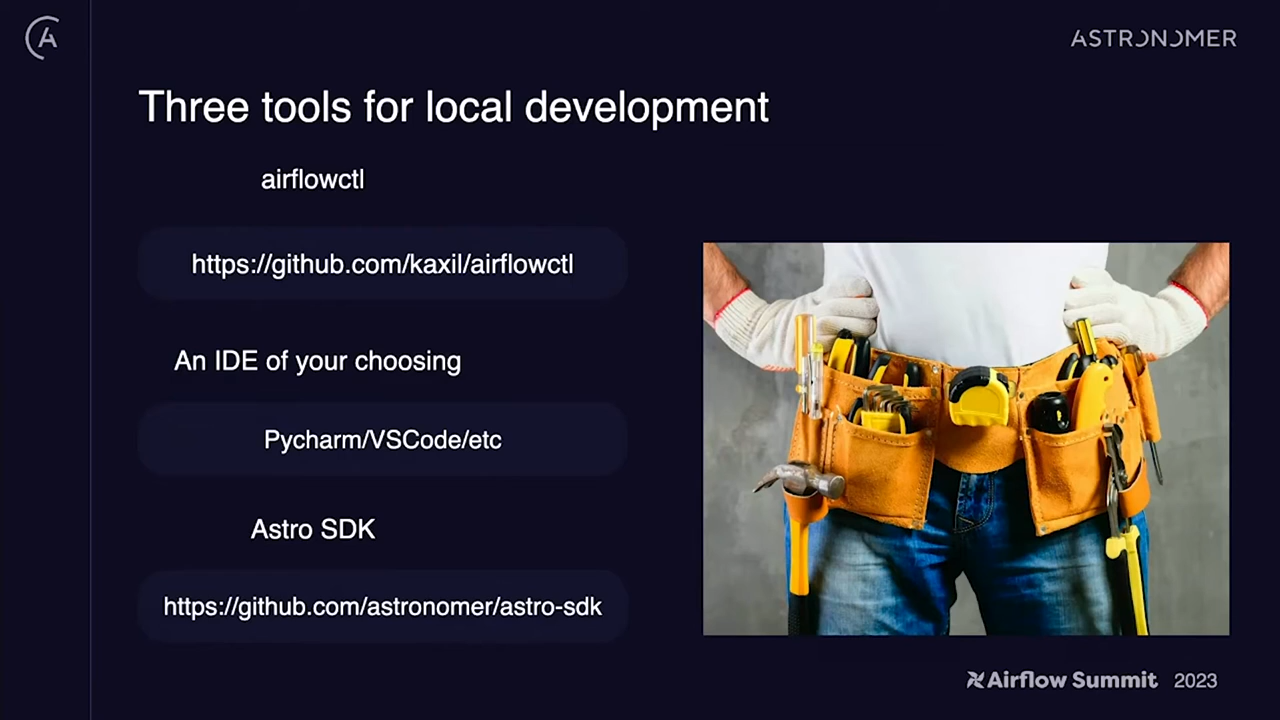 ASTRONOMER
Three tools for local development
airflowctl
https://github.com/kaxil/airflowctl
An IDE of your choosing
Pycharm/VSCode/etc
Astro SDK
https://github.com/astronomer/astro-sdk
Airflow Summit 2023